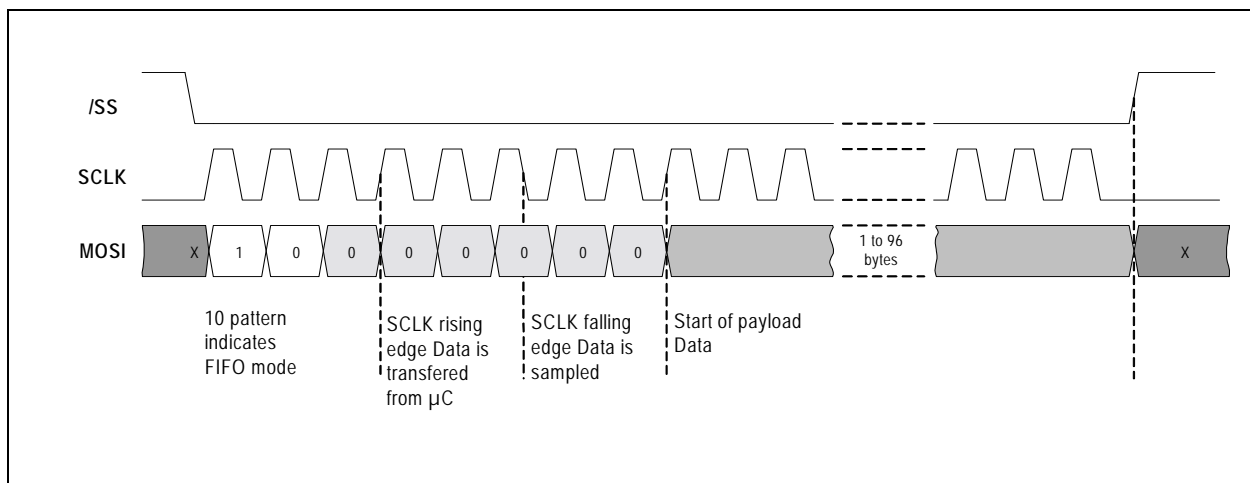 /SS
SCLK
MOSI
X
1
0
0
0
0
0
0
0
1 to 96
bytes
X
10 pattern
indicates
FIFO mode
SCLK rising
edge Data is
transfered
from µC
SCLK falling
edge Data is
sampled
Start of payload
Data